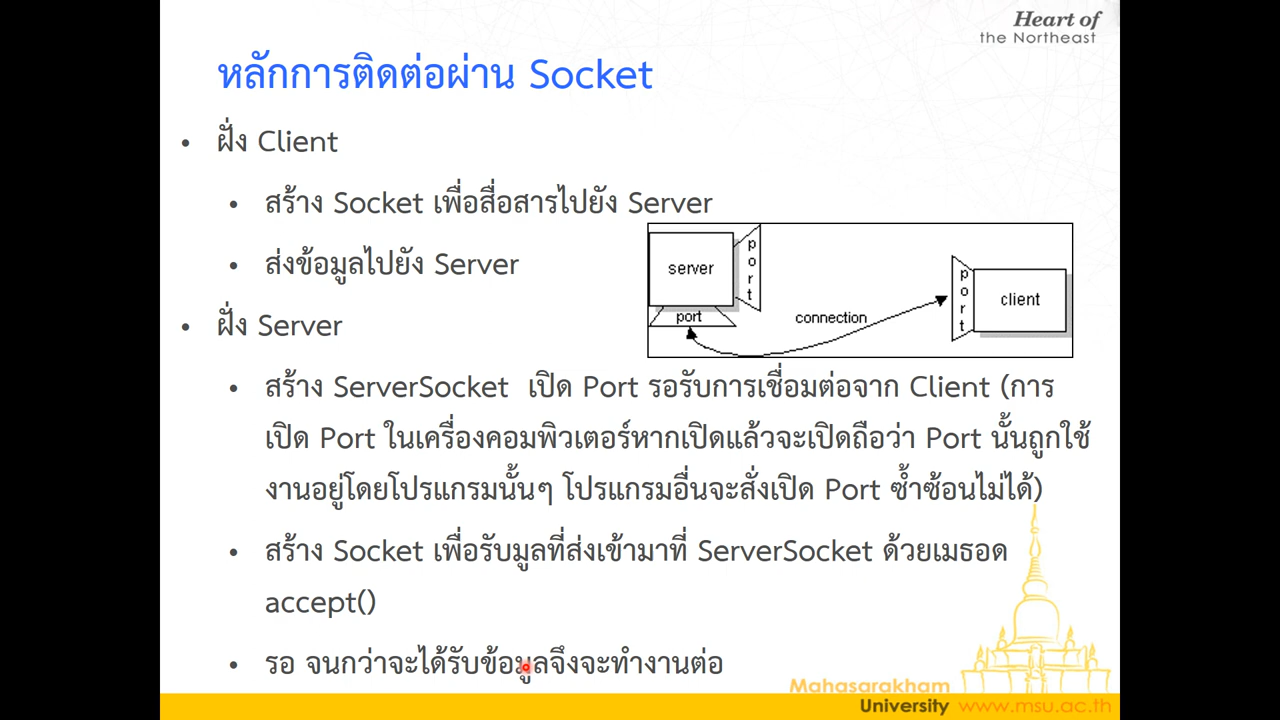 Heart of
the Northeast
หลักการติดต่อผ่าน Socket
• ฝั่ง Client
• สร้าง Socket เพื่อสื่อสารไปยัง Server
• ส่งข้อมูลไปยัง Server
• ฝั่ง Server
server
port
port
connection
port
client
• สร้าง ServerSocket เปิด Port รอรับการเชื่อมต่อจาก Client (การ
เปิด Port ในเครื่องคอมพิวเตอร์หากเปิดแล้วจะเปิดถือว่า Port นั้นถูกใช้
งานอยู่โดยโปรแกรมนั้นๆ โปรแกรมอื่นจะสั่งเปิด Port ซ้ำซ้อนไม่ได้)
• สร้าง Socket เพื่อรับมูลที่ส่งเข้ามาที่ ServerSocket ด้วยเมธอด
accept()
• รอ จนกว่าจะได้รับข้อมูลจึงจะทำงานต่อ
Mahasarakham
University www.msu.ac.th